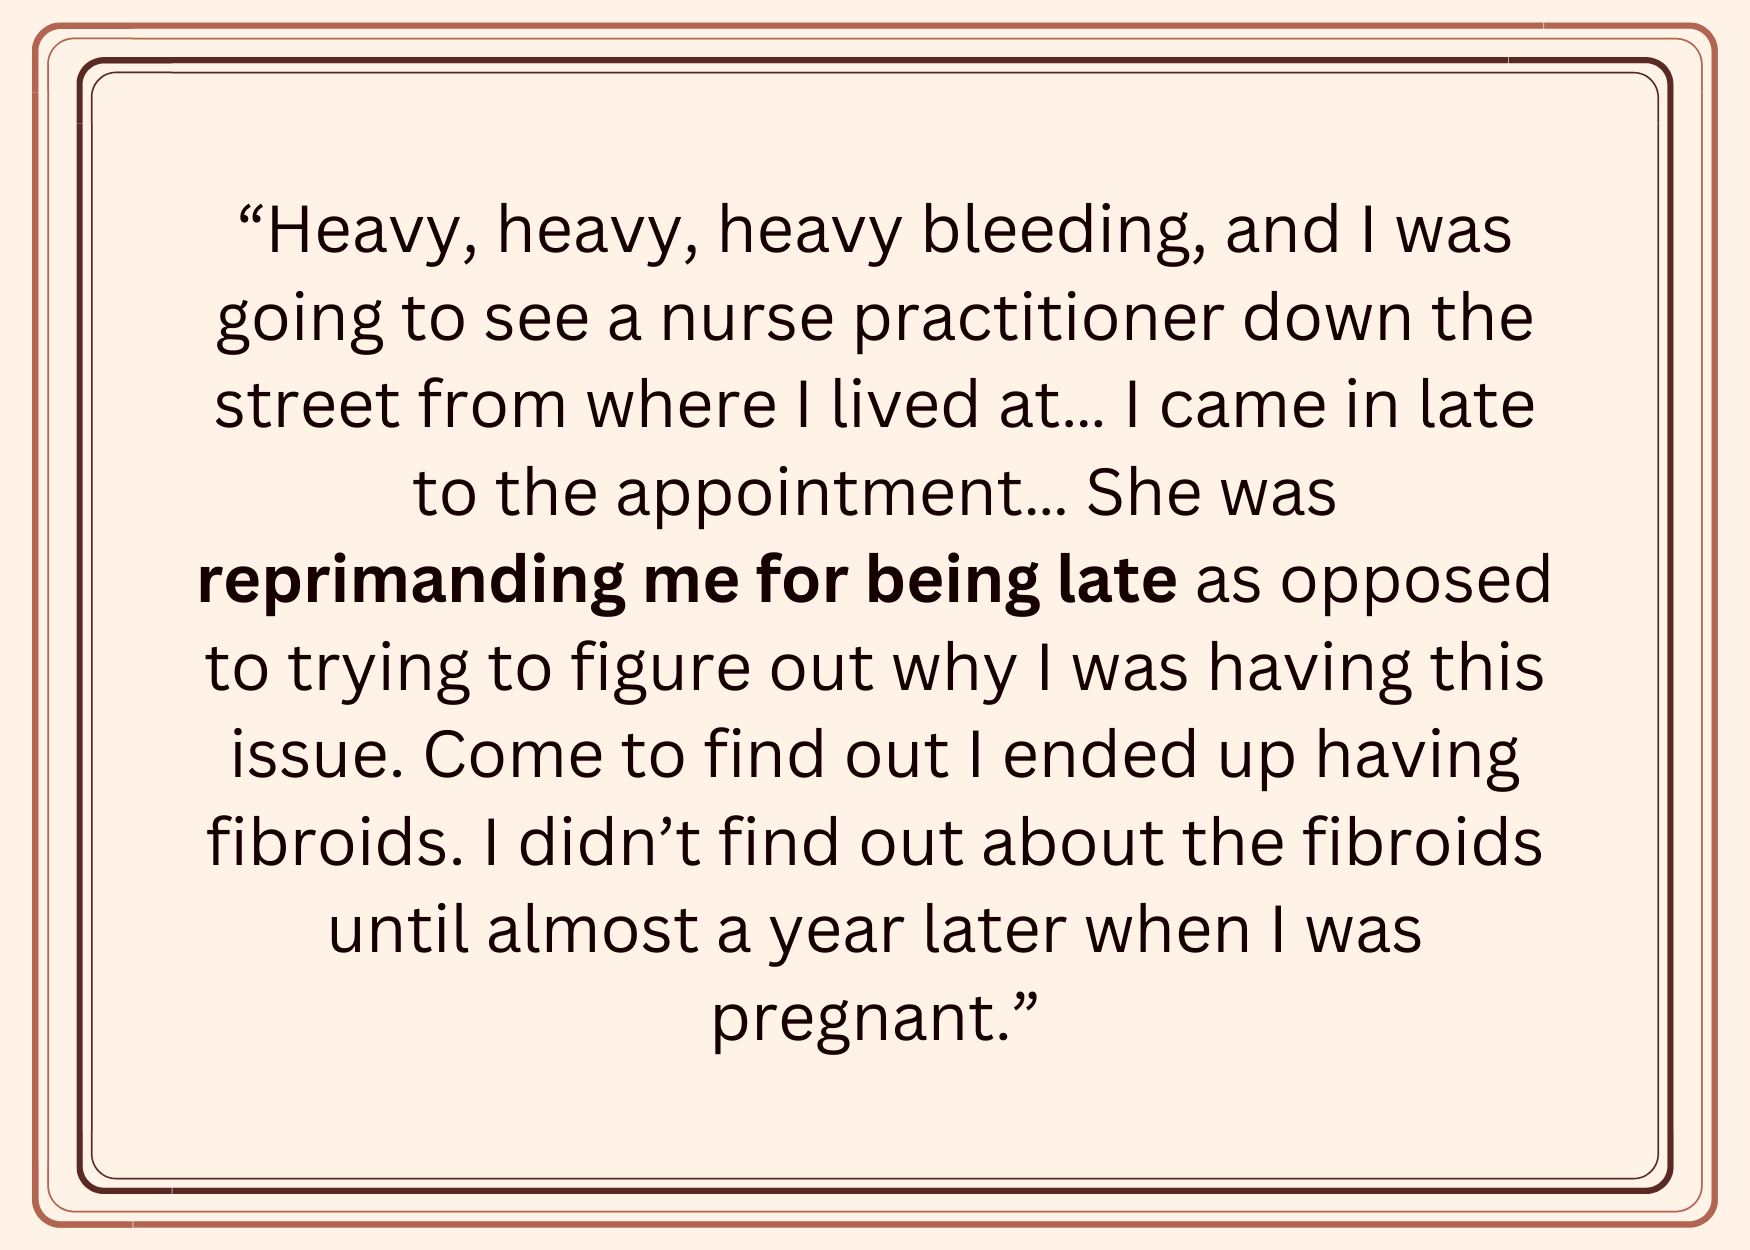 “Heavy, heavy, heavy bleeding, and I was
going to see a nurse practitioner down the
street from where I lived at... I came in late
to the appointment... She was
reprimanding me for being late as opposed
to trying to figure out why I was having this
issue. Come to find out I ended up having
fibroids. I didn’t find out about the fibroids
until almost a year later when I was
pregnant.”